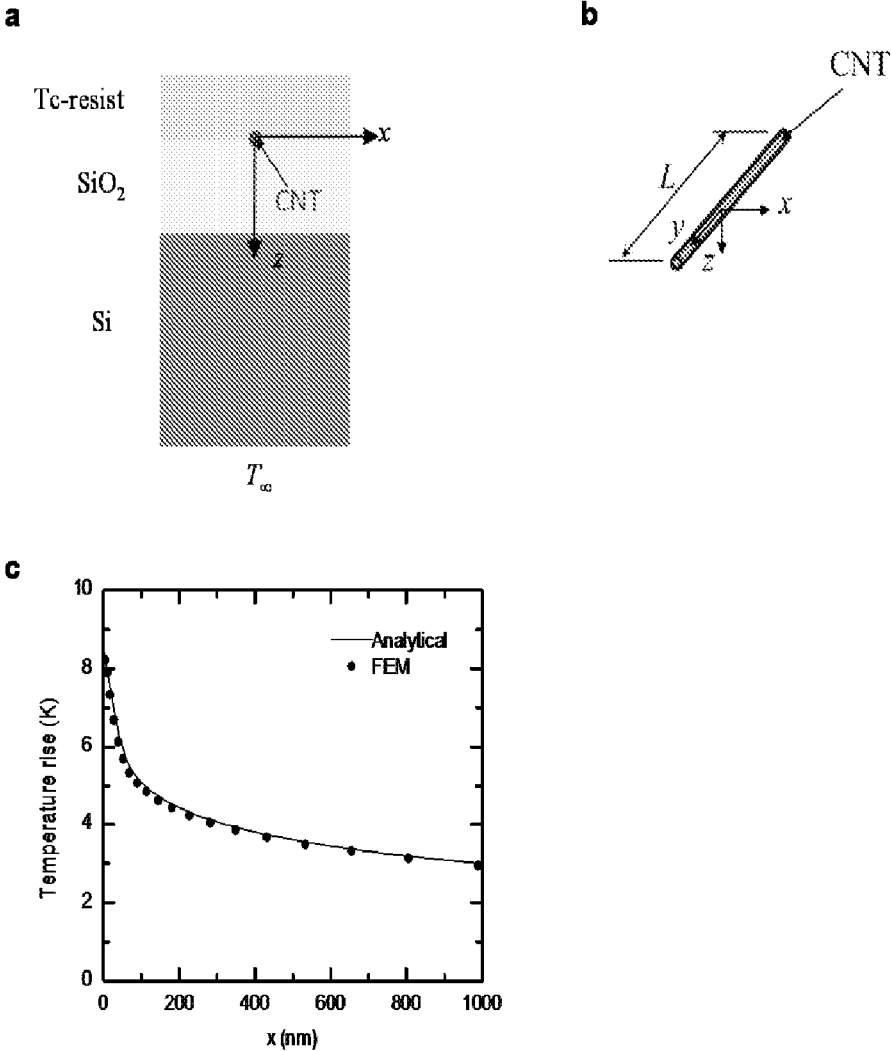 a
b
Tc-resist
x
SiO₂
CNT
z
Si
T∞
CNT
L
x
y
z
c
10
8
6
4
2
0
Temperature rise (K)
Analytical
FEM
0
200
400
600
800
1000
x (nm)